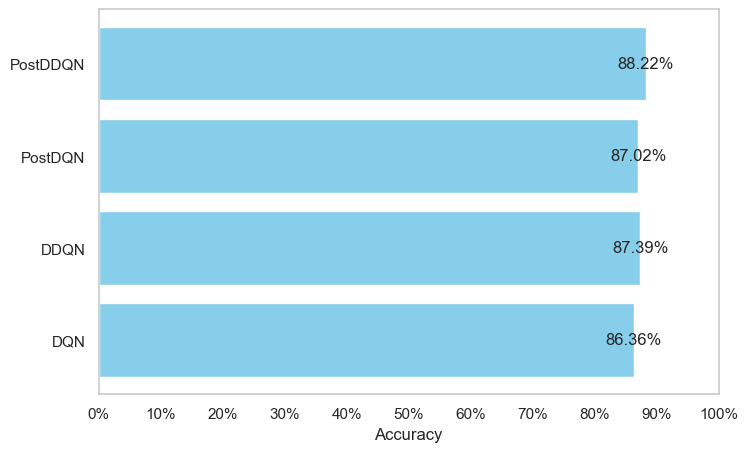 PostDDQN
88.22%
PostDQN
87.02%
DDQN
87.39%
DQN
86.36%
0% 10% 20% 30% 40% 50% 60% 70% 80% 90% 100%
Accuracy